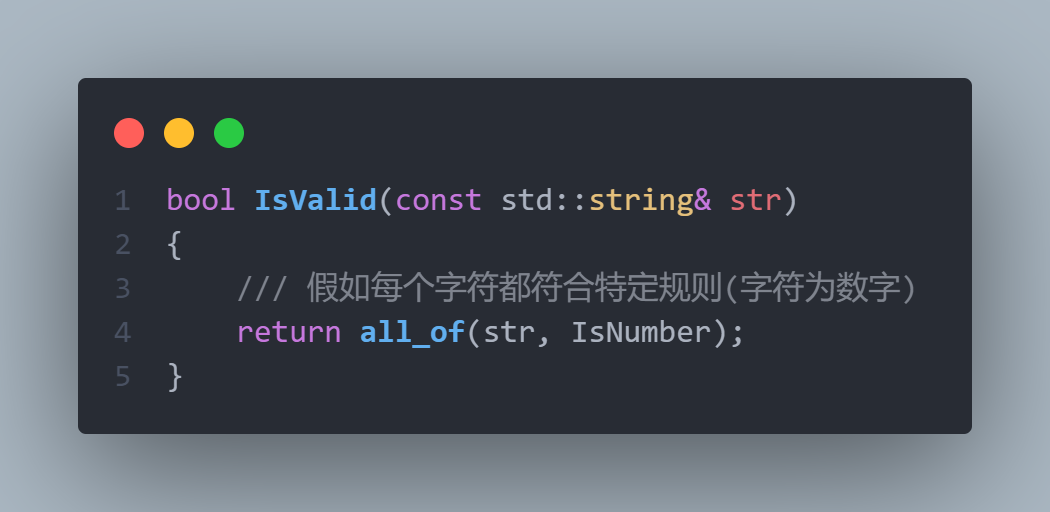 1 bool IsValid(const std::string& str)
2 {
3     /// 假如每个字符都符合特定规则(字符为数字)
4     return all_of(str, IsNumber);
5 }